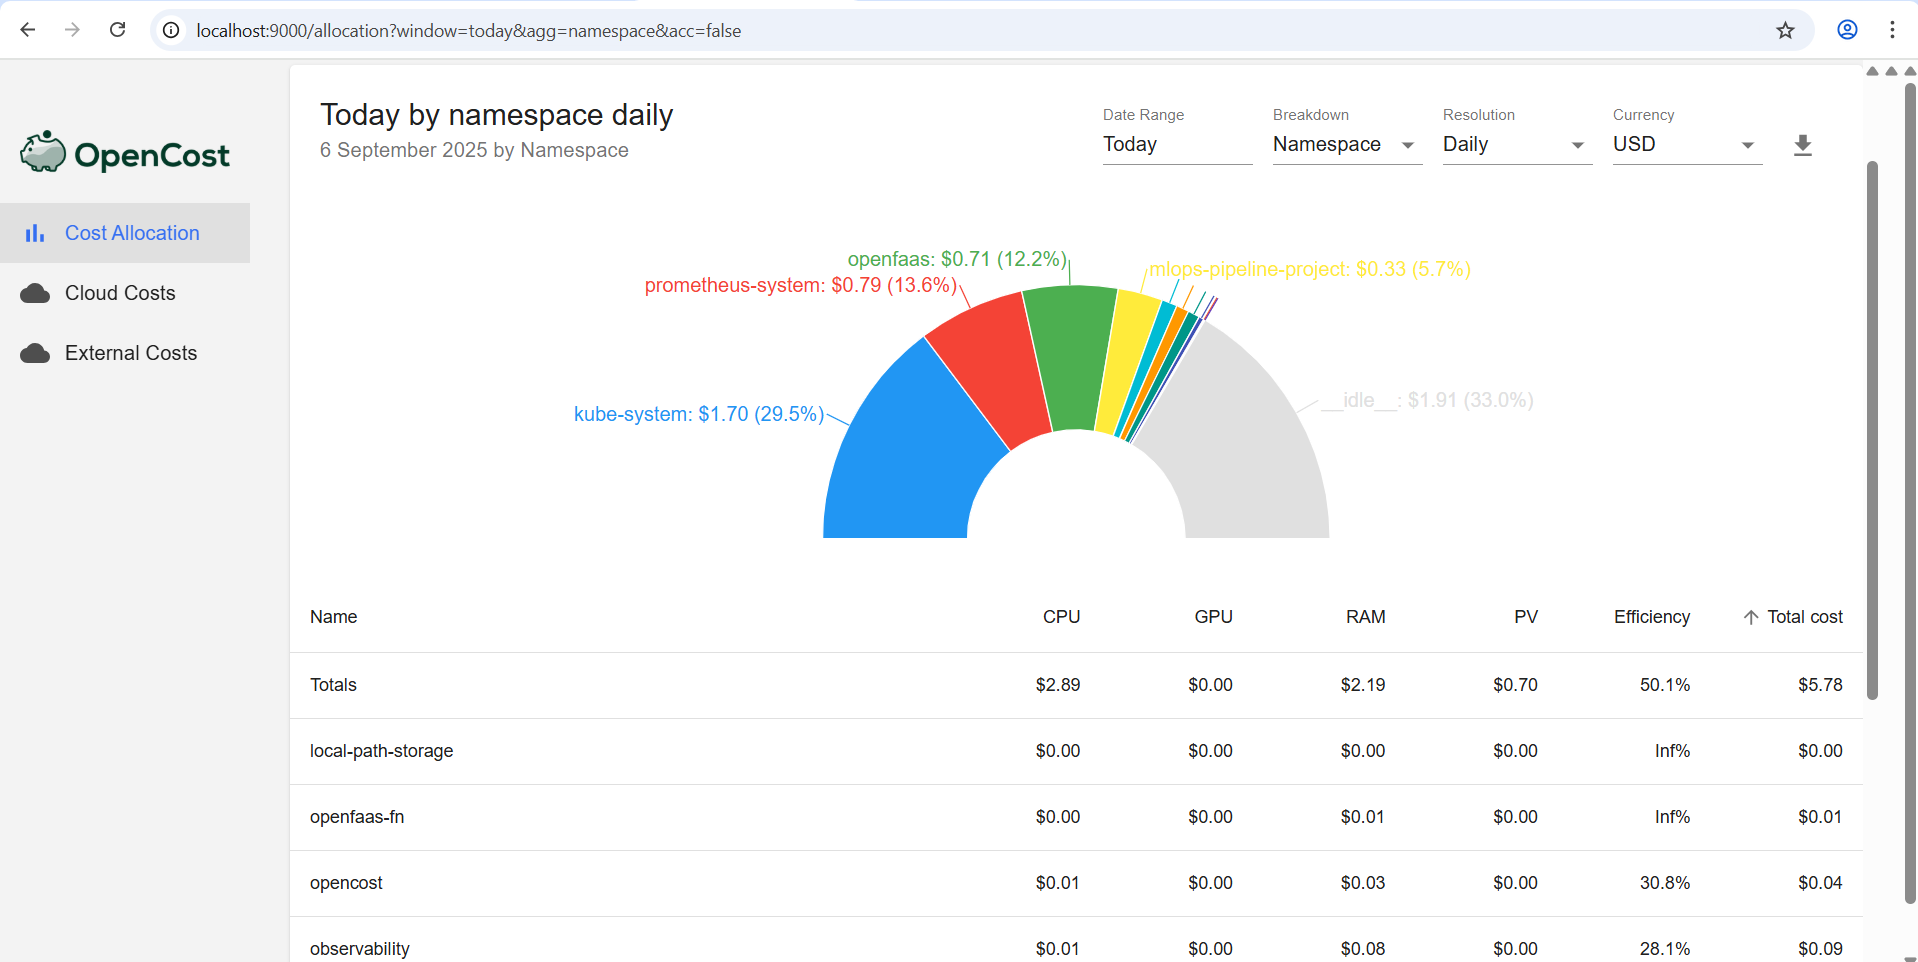 localhost:9000/allocation?window=today&agg=namespace&acc=false
OpenCost
Cost Allocation
Cloud Costs
External Costs
Today by namespace daily
6 September 2025 by Namespace
Date Range
Today
Breakdown
Namespace
Resolution
Daily
Currency
USD
openfaas: $0.71 (12.2%)
mlops-pipeline-project: $0.33 (5.7%)
prometheus-system: $0.79 (13.6%)
__idle__: $1.91 (33.0%)
kube-system: $1.70 (29.5%)
Name CPU GPU RAM PV Efficiency Total cost
Totals $2.89 $0.00 $2.19 $0.70 50.1% $5.78
local-path-storage $0.00 $0.00 $0.00 $0.00 Inf% $0.00
openfaas-fn $0.00 $0.00 $0.01 $0.00 Inf% $0.01
opencost $0.01 $0.00 $0.03 $0.00 30.8% $0.04
observability $0.01 $0.00 $0.08 $0.00 28.1% $0.09